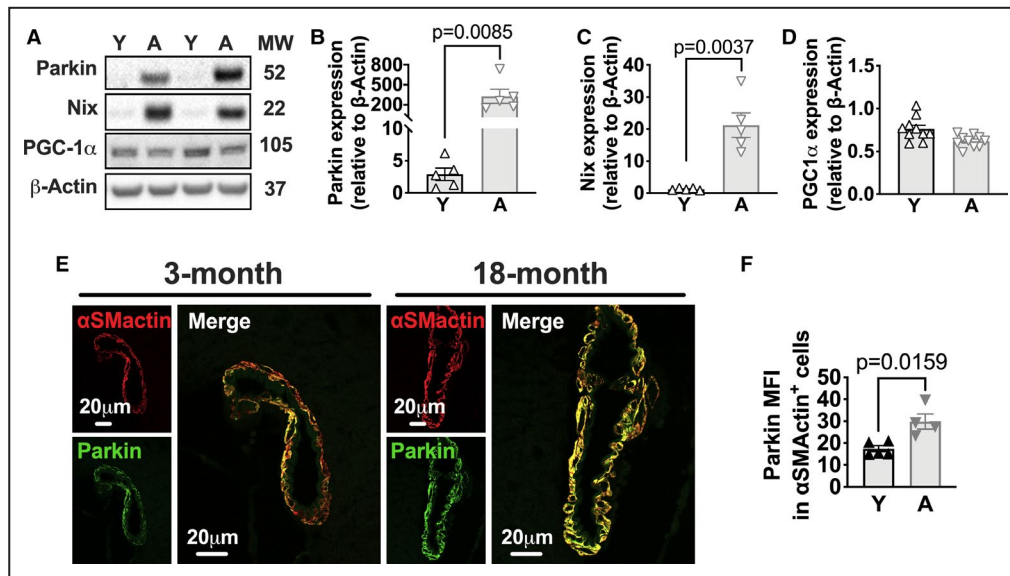 A
Y A Y A MW
Parkin 52
Nix 22
PGC-1α 105
β-Actin 37
B
p=0.0085
Parkin expression
(relative to β-Actin)
800
600
400
200
10
5
0
Y A
C
p=0.0037
Nix expression
(relative to β-Actin)
40
30
20
10
0
Y A
D
PGC1α expression
(relative to β-Actin)
1.5
1.0
0.5
0.0
Y A
E
3-month
αSMactin
20μm
Parkin
Merge
20μm
18-month
αSMactin
20μm
Parkin
Merge
20μm
F
p=0.0159
Parkin MFI
in αSMActin+ cells
50
40
30
20
10
0
Y A